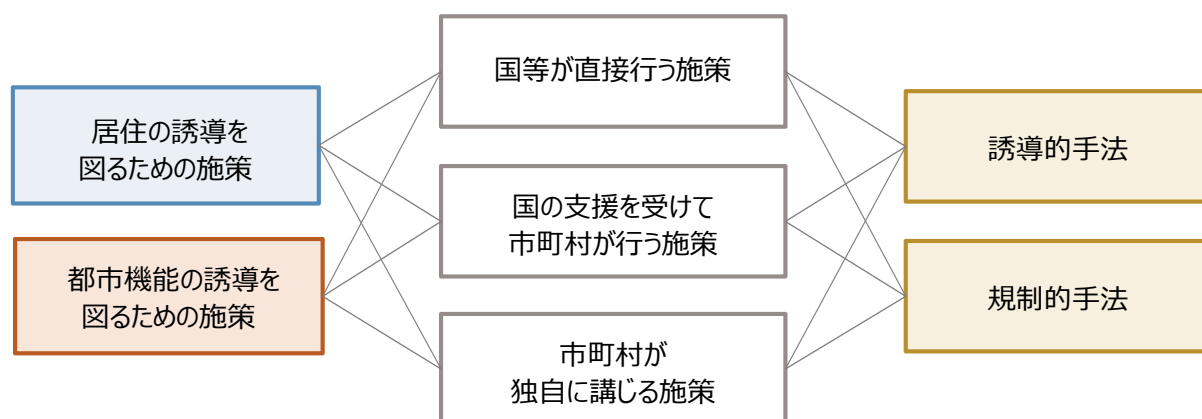 居住の誘導を
図るための施策
都市機能の誘導を
図るための施策
国等が直接行う施策
国の支援を受けて
市町村が行う施策
市町村が
独自に講じる施策
誘導的手法
規制的手法